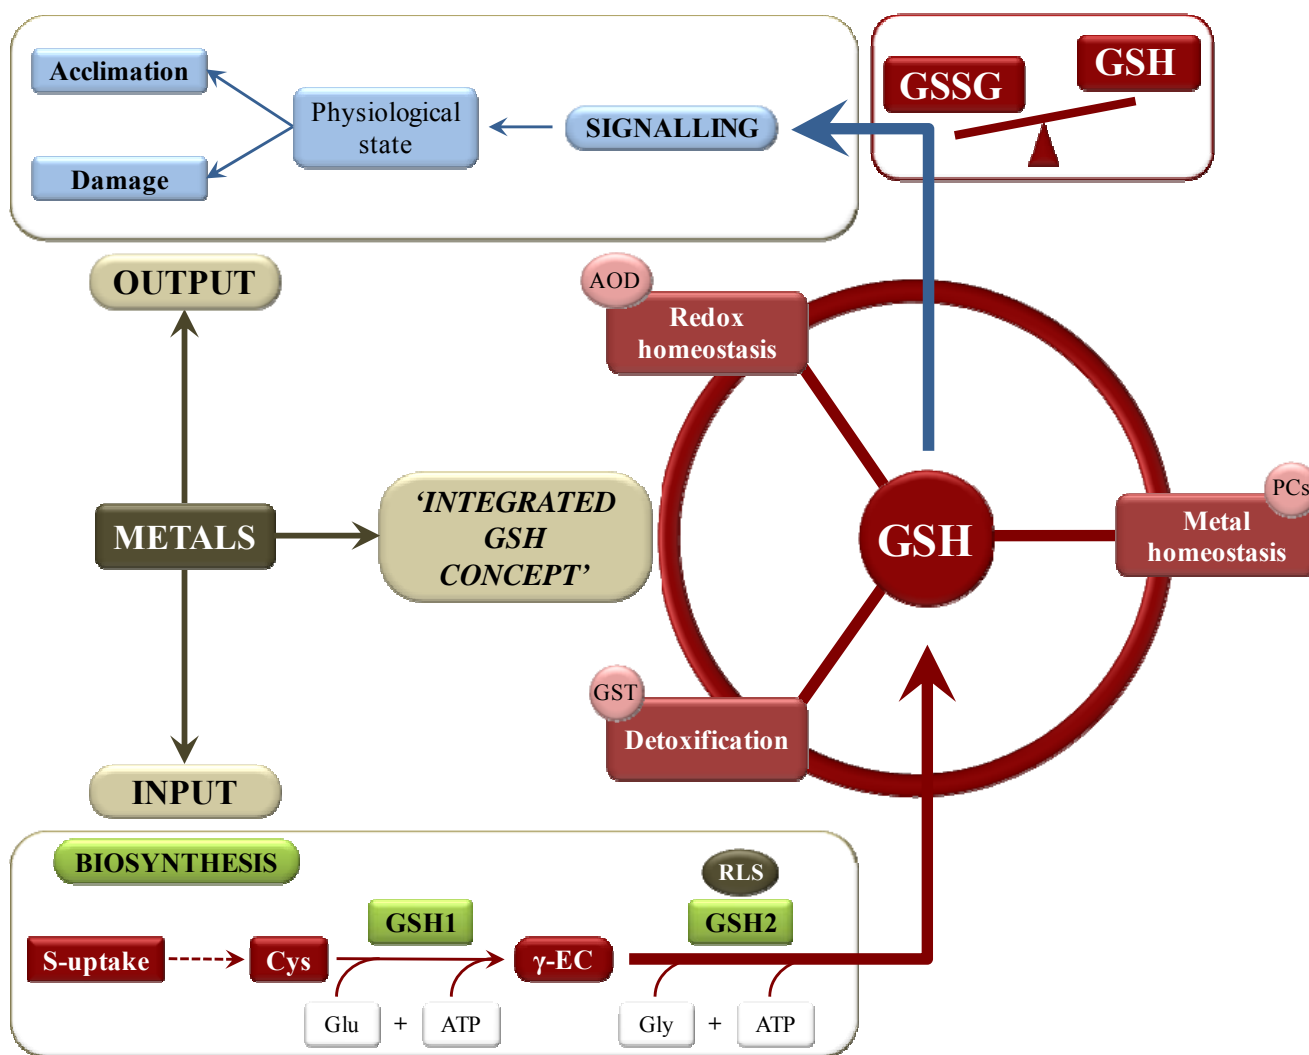 Acclimation
Damage
Physiological
state
SIGNALLING
GSSG
GSH
OUTPUT
METALS
INPUT
‘INTEGRATED
GSH
CONCEPT’
AOD
Redox
homeostasis
GSH
PCs
Metal
homeostasis
GST
Detoxification
BIOSYNTHESIS
RLS
GSH1
GSH2
S-uptake
Cys
γ-EC
Glu + ATP
Gly + ATP